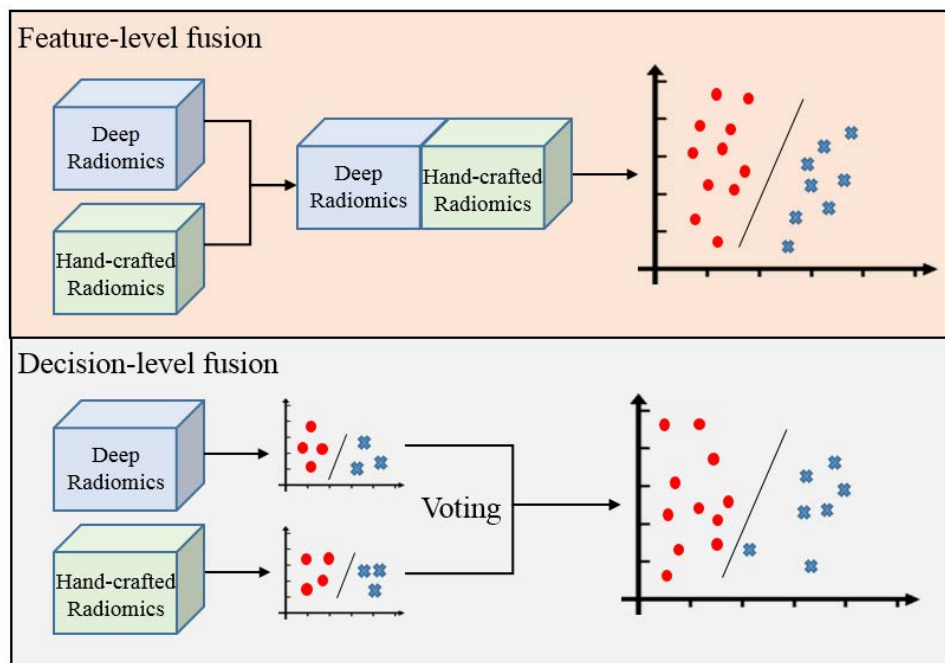 Feature-level fusion
Deep
Radiomics
Hand-crafted
Radiomics
Deep
Radiomics
Hand-crafted
Radiomics
Decision-level fusion
Deep
Radiomics
Hand-crafted
Radiomics
Voting